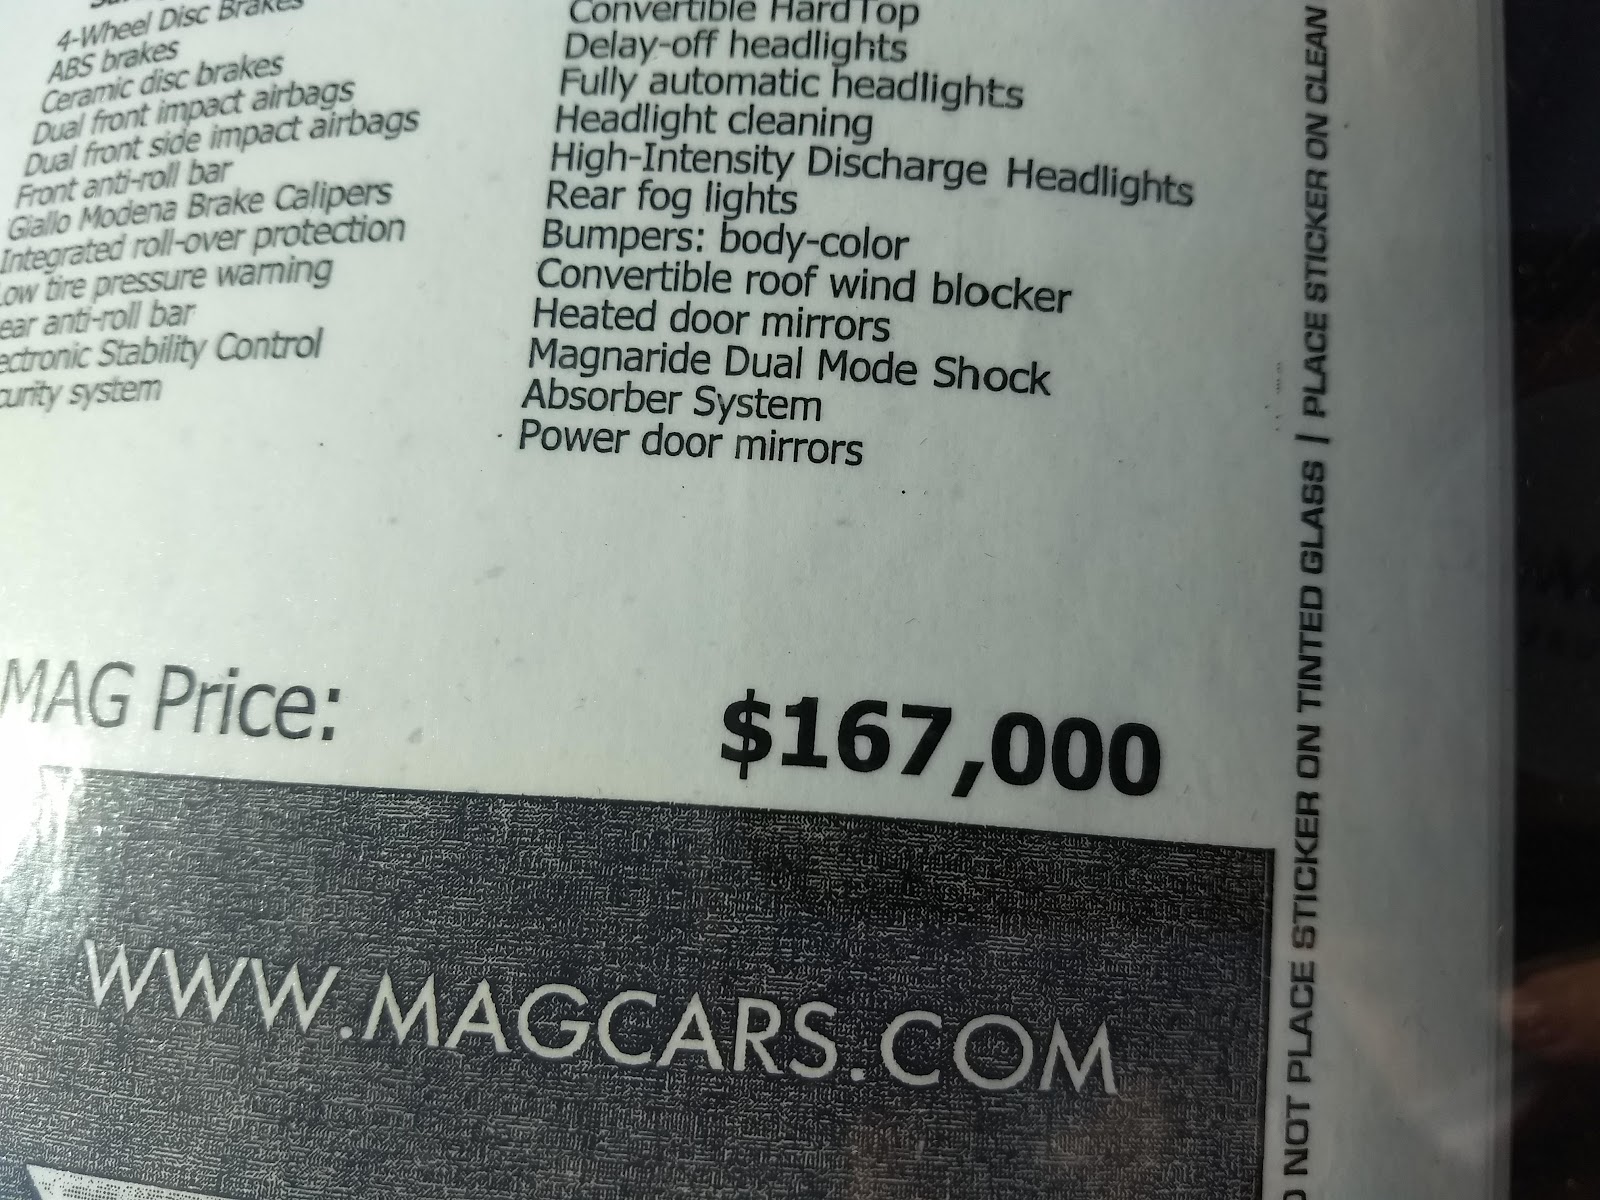 4-Wheel Disc Brakes
ABS brakes
Ceramic disc brakes
Dual front impact airbags
Dual front side impact airbags
Front anti-roll bar
Giallo Modena Brake Calipers
Integrated roll-over protection
Low tire pressure warning
ear anti-roll bar
ectronic Stability Control
curity system
Convertible HardTop
Delay-off headlights
Fully automatic headlights
Headlight cleaning
High-Intensity Discharge Headlights
Rear fog lights
Bumpers: body-color
Convertible roof wind blocker
Heated door mirrors
Magnaride Dual Mode Shock
Absorber System
Power door mirrors
MAG Price: $167,000
WWW.MAGCARS.COM
NOT PLACE STICKER ON TINTED GLASS | PLACE STICKER ON CLEAN